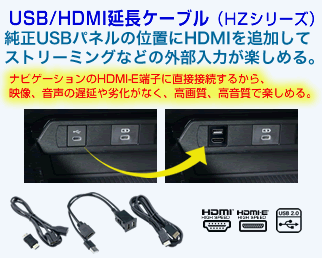 USB/HDMI延長ケーブル（HZシリーズ）
純正USBパネルの位置にHDMIを追加して
ストリーミングなどの外部入力が楽しめる。
ナビゲーションのHDMI-E端子に直接接続するから、
映像、音声の遅延や劣化がなく、高画質、高音質で楽しめる。
HDMI
HIGH SPEED
HDMI-E
HIGH SPEED
USB 2.0